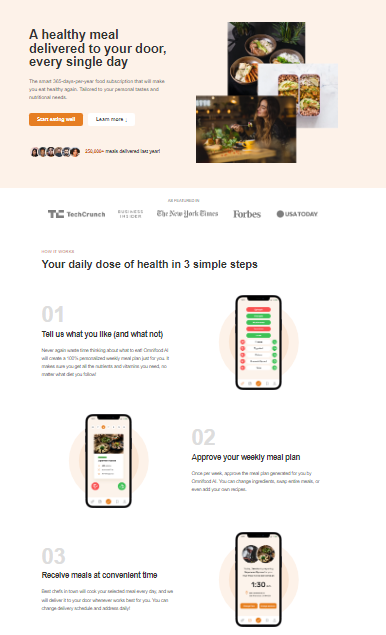 A healthy meal
delivered to your door,
every single day
The smart 365-days-per-year food subscription that will make
you eat healthy again. Tailored to your personal tastes and
nutritional needs.
Start eating well
Learn more ↓
250,000+ meals delivered last year!
AS FEATURED IN
TechCrunch
BUSINESS
INSIDER
The New York Times
Forbes
USA TODAY
HOW IT WORKS
Your daily dose of health in 3 simple steps
01
Tell us what you like (and what not)
Never again waste time thinking about what to eat! Omnifood AI
will create a 100% personalized weekly meal plan just for you. It
makes sure you get all the nutrients and vitamins you need, no
matter what diet you follow!
02
Approve your weekly meal plan
Once per week, approve the meal plan generated for you by
Omnifood AI. You can change ingredients, swap entire meals, or
even add your own recipes.
03
Receive meals at convenient time
Best chefs in town will cook your selected meal every day, and we
will deliver it to your door whenever works best for you. You can
change delivery schedule and address daily!
1:30